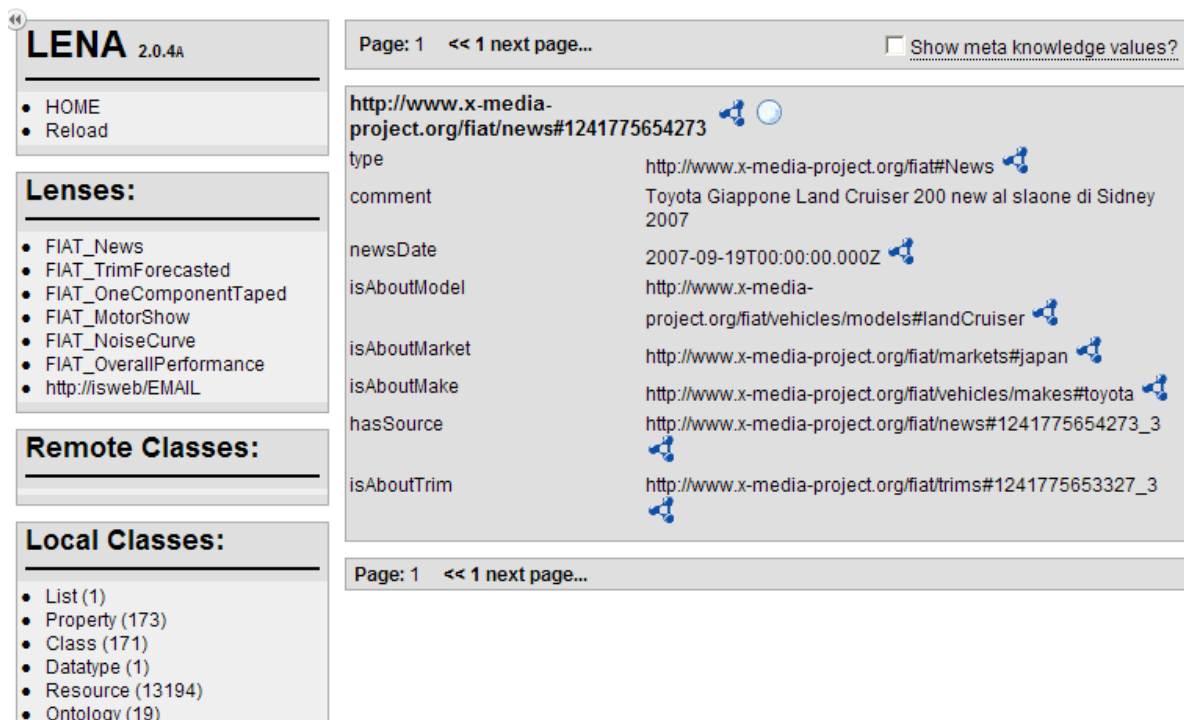 LENA 2.0.4A
HOME
Reload
Lenses:
FIAT_News
FIAT_TrimForecasted
FIAT_OneComponentTaped
FIAT_MotorShow
FIAT_NoiseCurve
FIAT_OverallPerformance
http://isweb/EMAIL
Remote Classes:
Local Classes:
List (1)
Property (173)
Class (171)
Datatype (1)
Resource (13194)
Ontology (19)
Page: 1 << 1 next page...
Show meta knowledge values?
http://www.x-media-
project.org/fiat/news#1241775654273
type
http://www.x-media-project.org/fiat#News
comment
Toyota Giappone Land Cruiser 200 new al slaone di Sidney
2007
newsDate
2007-09-19T00:00:00.000Z
isAboutModel
http://www.x-media-
project.org/fiat/vehicles/models#landCruiser
isAboutMarket
http://www.x-media-project.org/fiat/markets#japan
isAboutMake
http://www.x-media-project.org/fiat/vehicles/makes#toyota
hasSource
http://www.x-media-project.org/fiat/news#1241775654273_3
isAboutTrim
http://www.x-media-project.org/fiat/trims#1241775653327_3
Page: 1 << 1 next page...